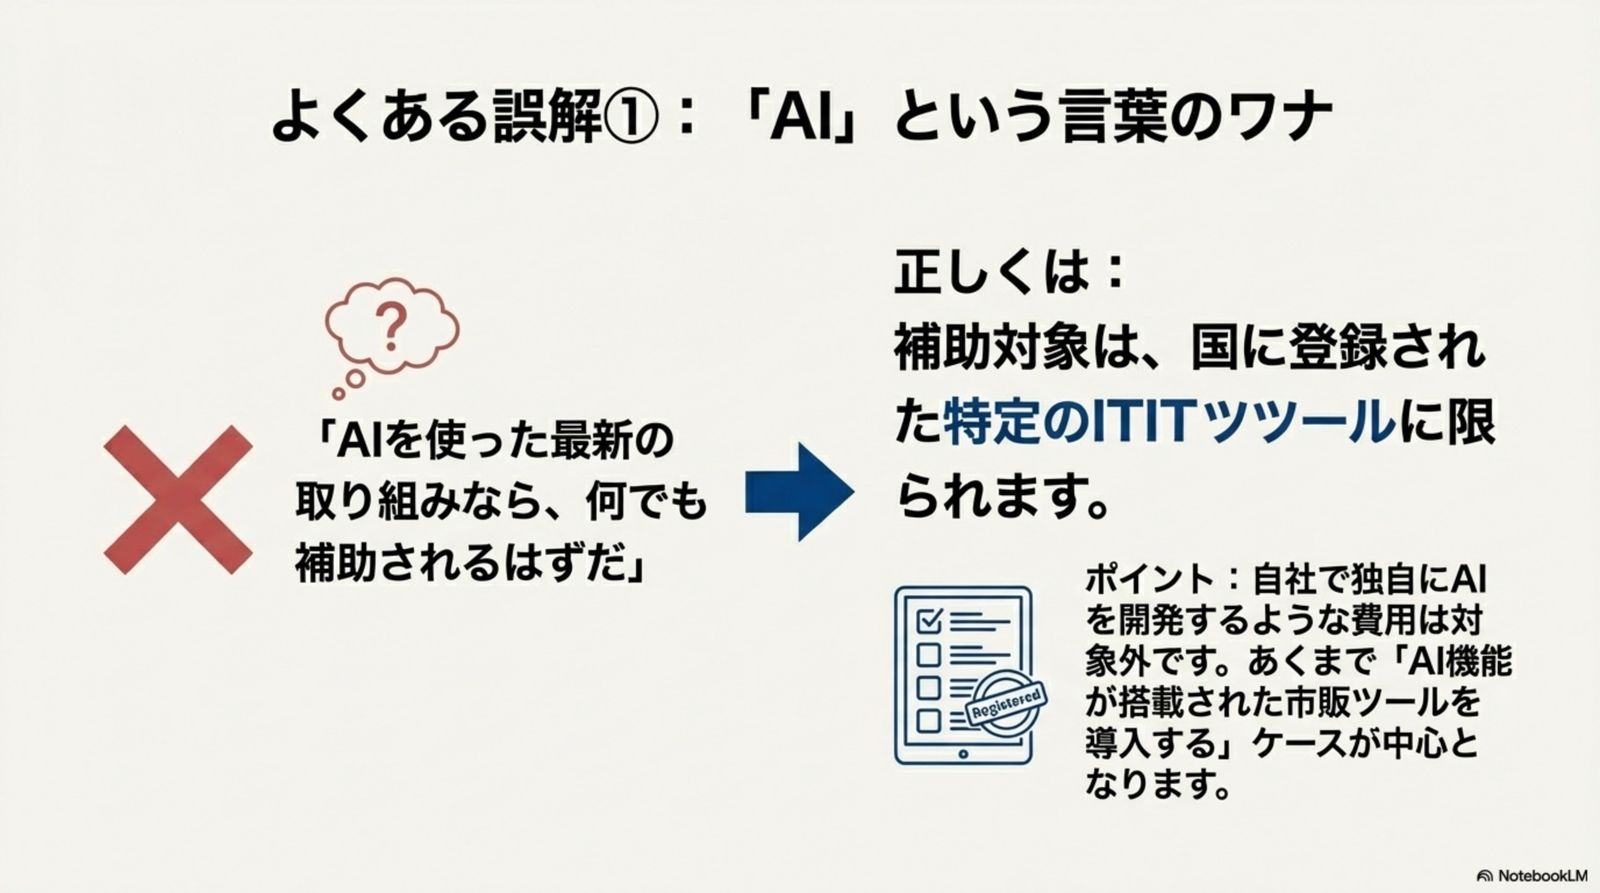 よくある誤解①：「AI」という言葉のワナ
?
「AIを使った最新の
取り組みなら、何でも
補助されるはずだ」
正しくは：
補助対象は、国に登録され
た特定のITITツツールに限
られます。
Registered
ポイント：自社で独自にAI
を開発するような費用は対
象外です。あくまで「AI機能
が搭載された市販ツールを
導入する」ケースが中心と
なります。
NotebookLM